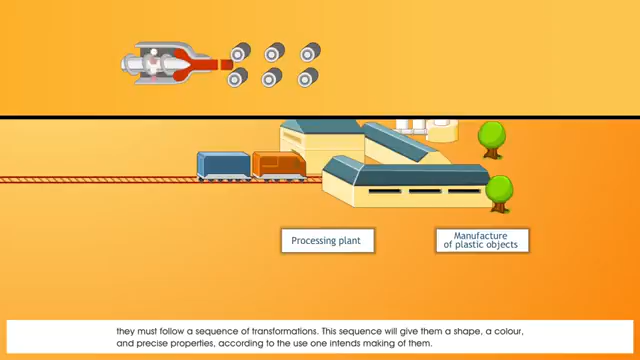 Processing plant
Manufacture
of plastic objects
they must follow a sequence of transformations. This sequence will give them a shape, a colour,
and precise properties, according to the use one intends making of them.